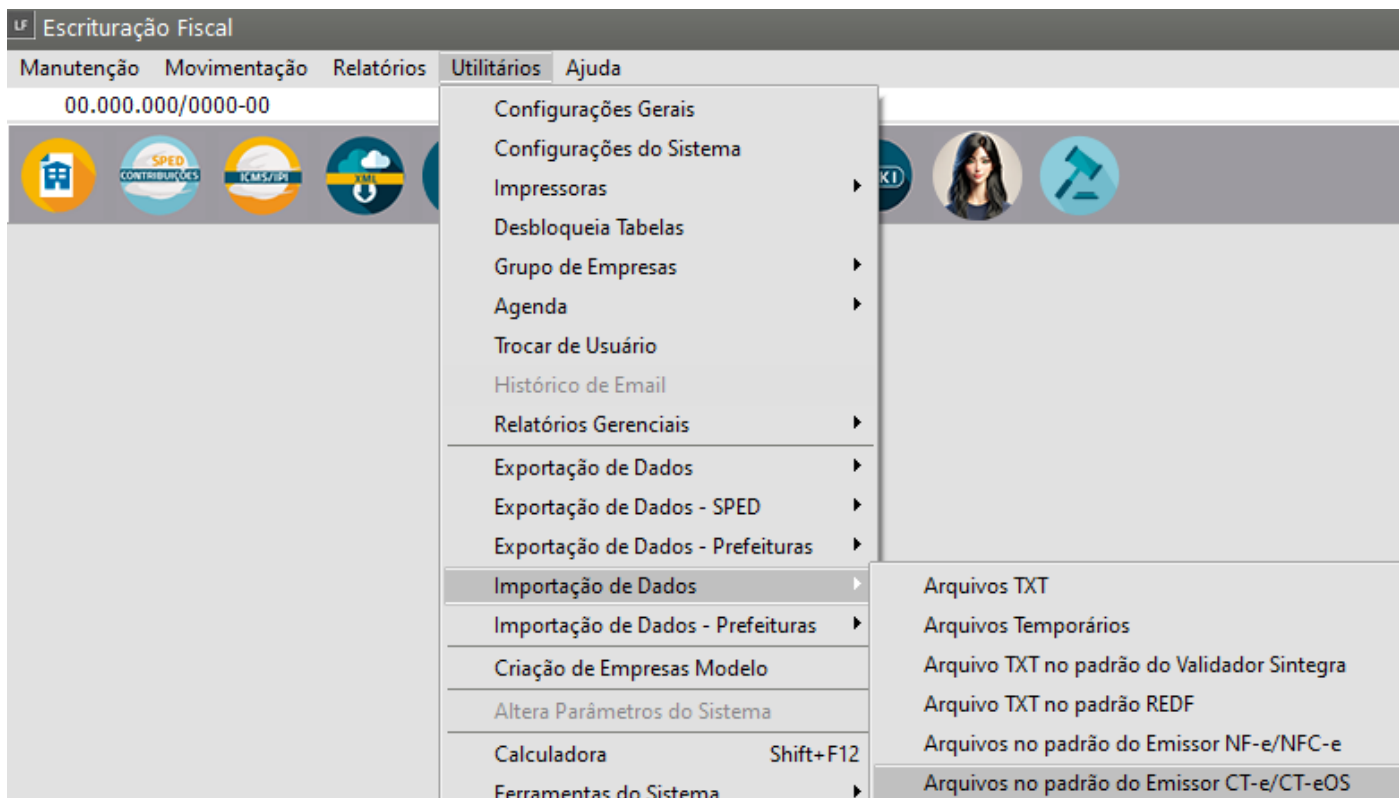 LF Escrituração Fiscal
Manutenção Movimentação Relatórios Utilitários Ajuda
00.000.000/0000-00
SPED
CONTRIBUIÇÕES
ICMS/IPI
XML
Configurações Gerais
Configurações do Sistema
Impressoras
Desbloqueia Tabelas
Grupo de Empresas
Agenda
Trocar de Usuário
Histórico de Email
Relatórios Gerenciais
Exportação de Dados
Exportação de Dados - SPED
Exportação de Dados - Prefeituras
Importação de Dados
Importação de Dados - Prefeituras
Criação de Empresas Modelo
Altera Parâmetros do Sistema
Calculadora Shift+F12
Ferramentas do Sistema
Arquivos TXT
Arquivos Temporários
Arquivo TXT no padrão do Validador Sintegra
Arquivo TXT no padrão REDF
Arquivos no padrão do Emissor NF-e/NFC-e
Arquivos no padrão do Emissor CT-e/CT-eOS